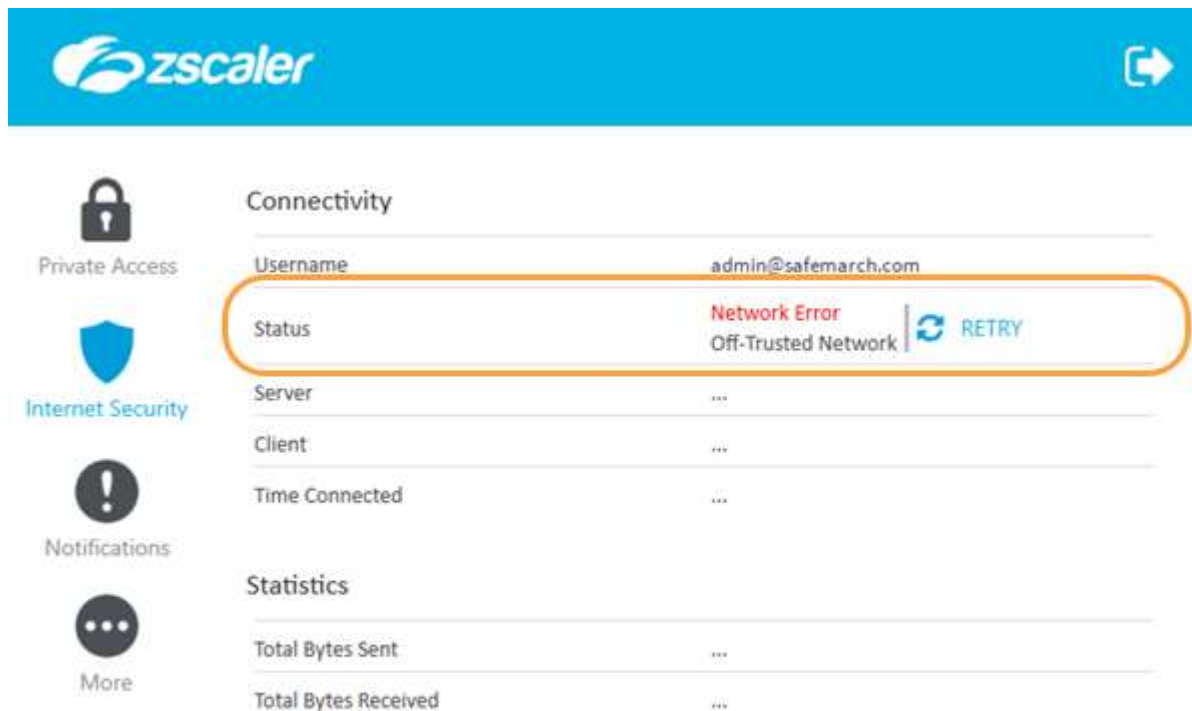 zscaler
Private Access
Internet Security
Notifications
More
Connectivity
Username admin@safemarch.com
Status Network Error
Off-Trusted Network RETRY
Server ...
Client ...
Time Connected ...
Statistics
Total Bytes Sent ...
Total Bytes Received ...